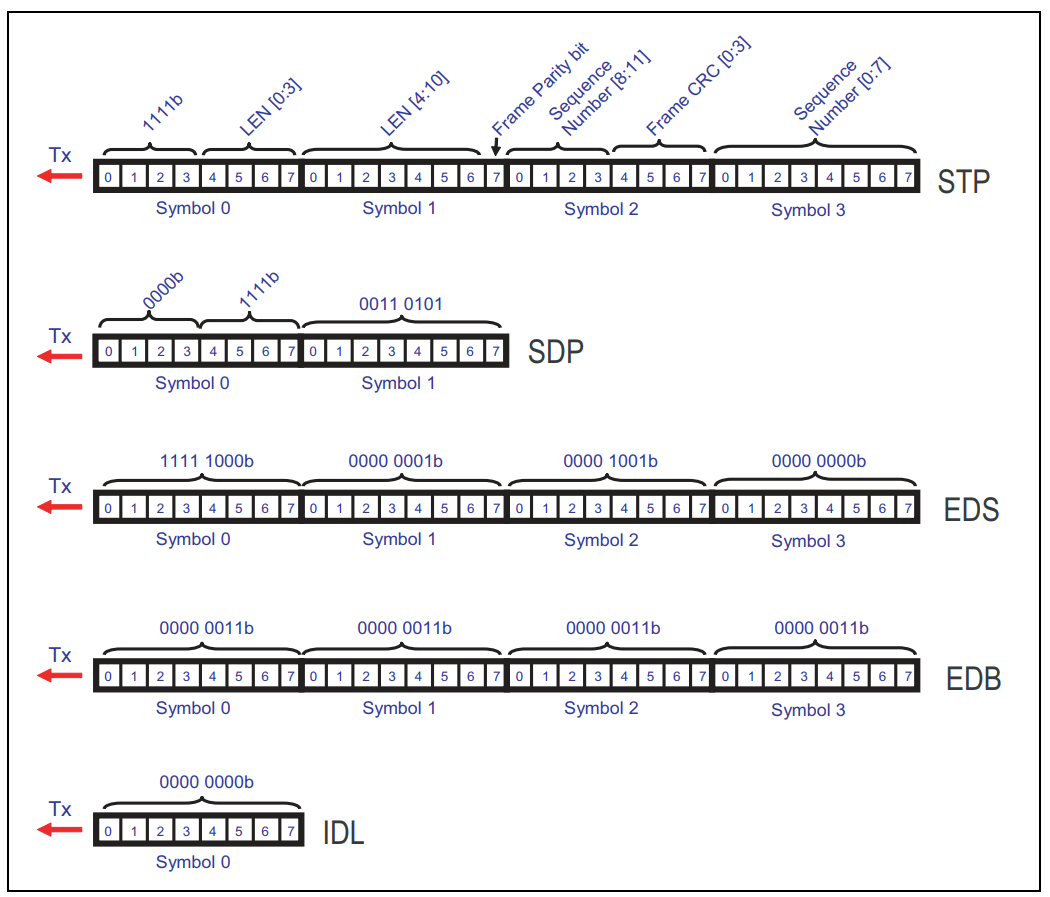 1111b
LEN [0:3]
LEN [4:10]
Frame Parity bit
Sequence
Number [8:11]
Frame CRC [0:3]
Sequence
Number [0:7]
Tx
0 1 2 3 4 5 6 7 0 1 2 3 4 5 6 7 0 1 2 3 4 5 6 7 0 1 2 3 4 5 6 7
STP
Symbol 0 Symbol 1 Symbol 2 Symbol 3
0000b
1111b
0011 0101
Tx
0 1 2 3 4 5 6 7 0 1 2 3 4 5 6 7
SDP
Symbol 0 Symbol 1
1111 1000b 0000 0001b 0000 1001b 0000 0000b
Tx
0 1 2 3 4 5 6 7 0 1 2 3 4 5 6 7 0 1 2 3 4 5 6 7 0 1 2 3 4 5 6 7
EDS
Symbol 0 Symbol 1 Symbol 2 Symbol 3
0000 0011b 0000 0011b 0000 0011b 0000 0011b
Tx
0 1 2 3 4 5 6 7 0 1 2 3 4 5 6 7 0 1 2 3 4 5 6 7 0 1 2 3 4 5 6 7
EDB
Symbol 0 Symbol 1 Symbol 2 Symbol 3
0000 0000b
Tx
0 1 2 3 4 5 6 7
IDL
Symbol 0